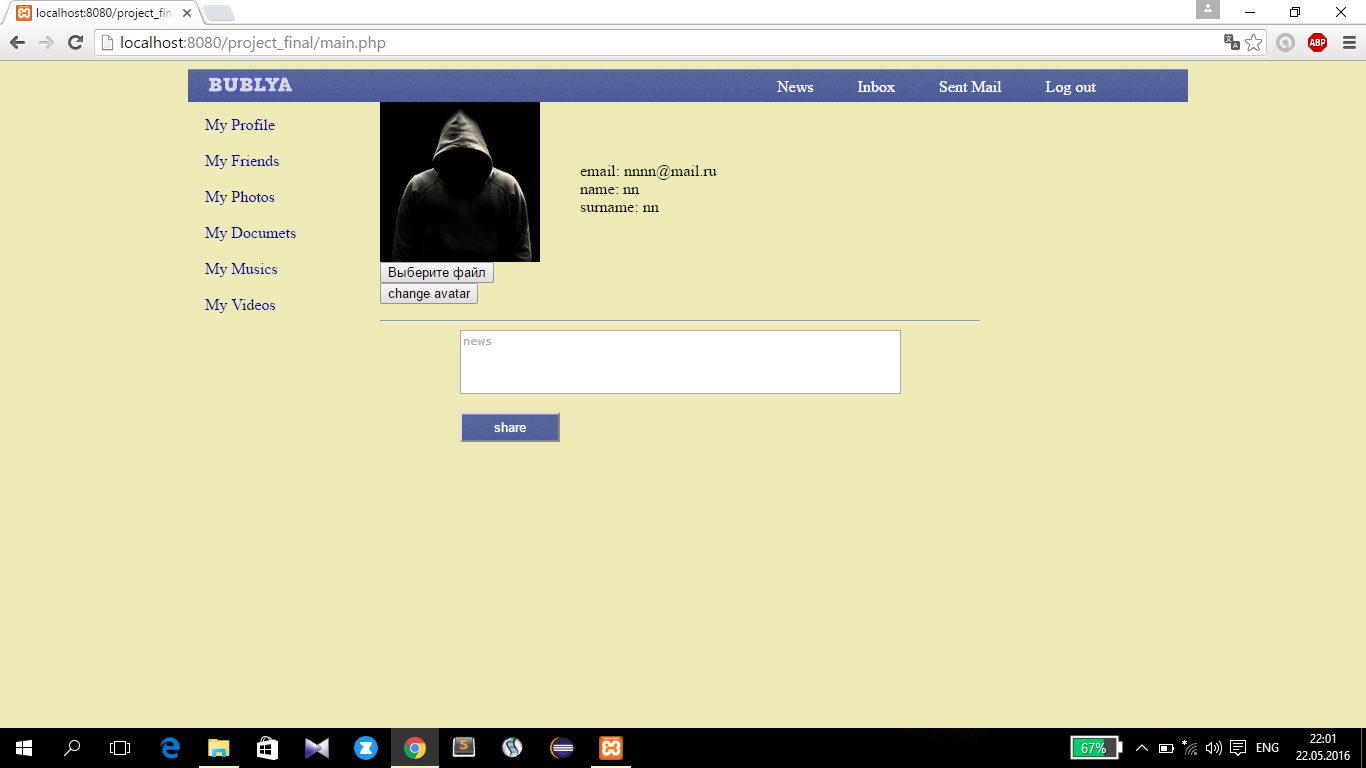 localhost:8080/project_fin
localhost:8080/project_final/main.php
ABP
BUBLYA
News Inbox Sent Mail Log out
My Profile
My Friends
My Photos
My Documets
My Musics
My Videos
email: nnnn@mail.ru
name: nn
surname: nn
Выберите файл
change avatar
news
share
67%
ENG
22:01
22.05.2016